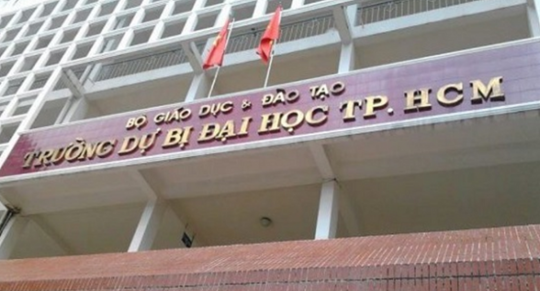 BỘ GIÁO DỤC & ĐÀO TẠO
TRƯỜNG DỰ BỊ ĐẠI HỌC TP. HCM